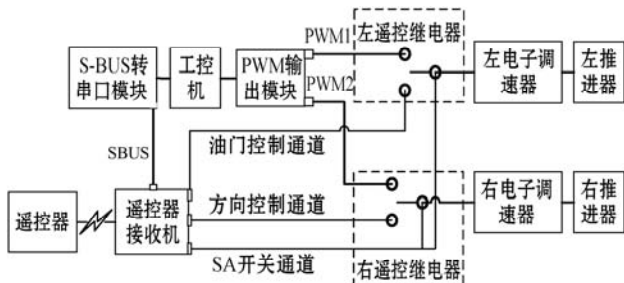 PWM1
左遥控继电器
S-BUS转
串口模块
工控
机
PWM输
出模块
PWM2
左电子调
速器
左推
进器
SBUS
油门控制通道
遥控器
遥控器
接收机
方向控制通道
右电子调
速器
右推
进器
SA开关通道
右遥控继电器